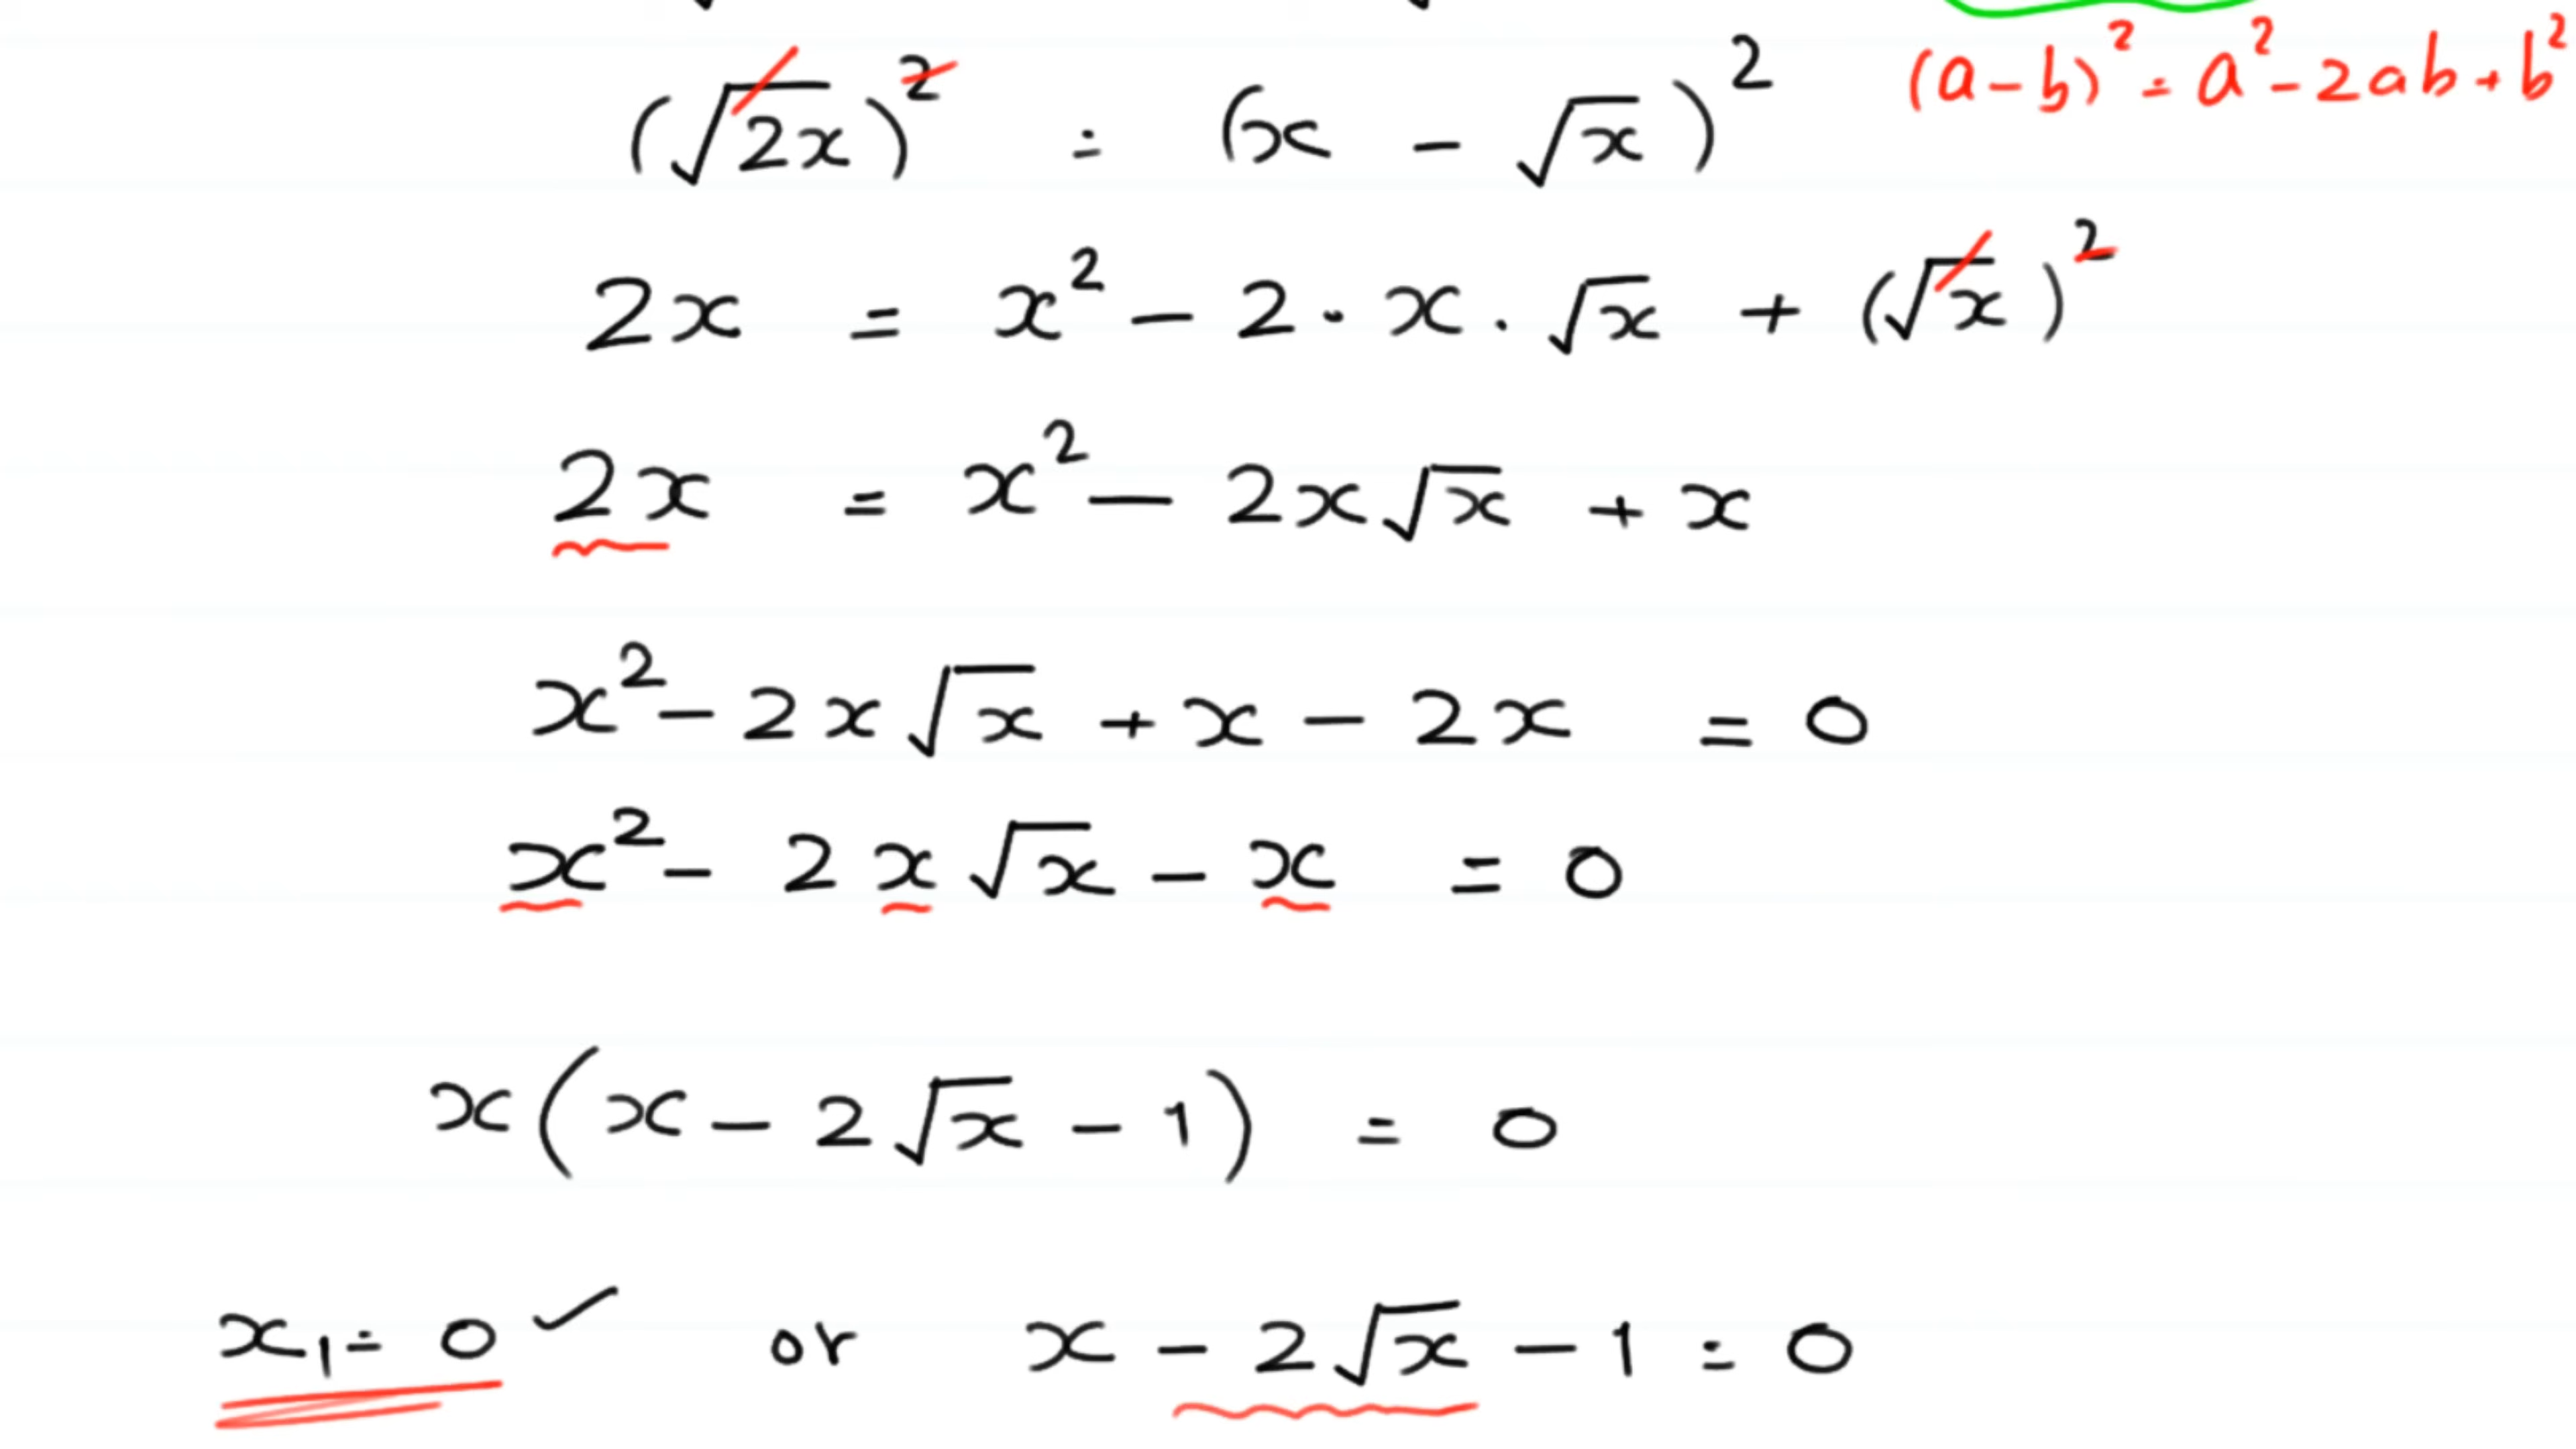 (a-b)² = a² - 2ab + b²
(√2x)² = (x - √x)²
2x = x² - 2 · x · √x + (√x)²
2x = x² - 2x√x + x
x² - 2x√x + x - 2x = 0
x² - 2x√x - x = 0
x(x - 2√x - 1) = 0
x₁ = 0 ✓ or x - 2√x - 1 = 0